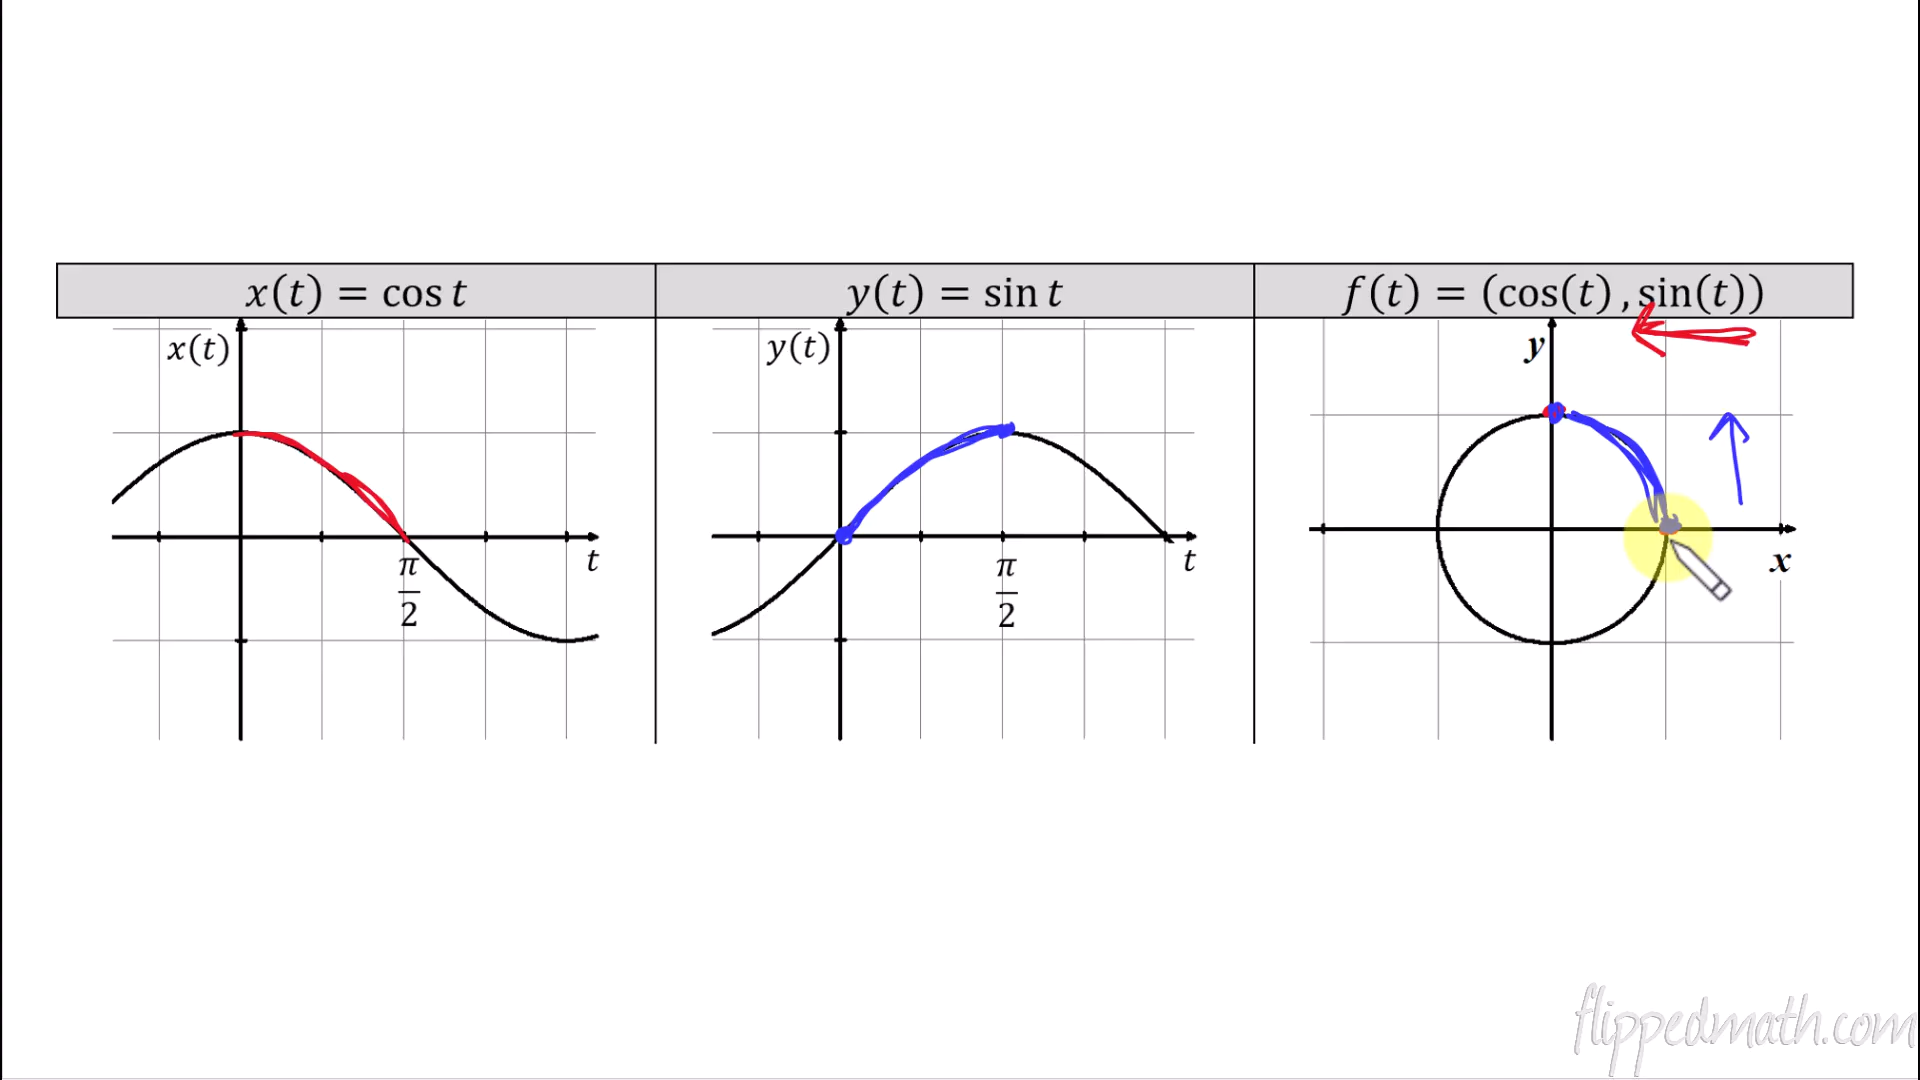 x(t) = cos t
y(t) = sin t
f(t) = (cos(t) , sin(t))
x(t)
t
π
2
y(t)
t
π
2
y
x
flippedmath.com